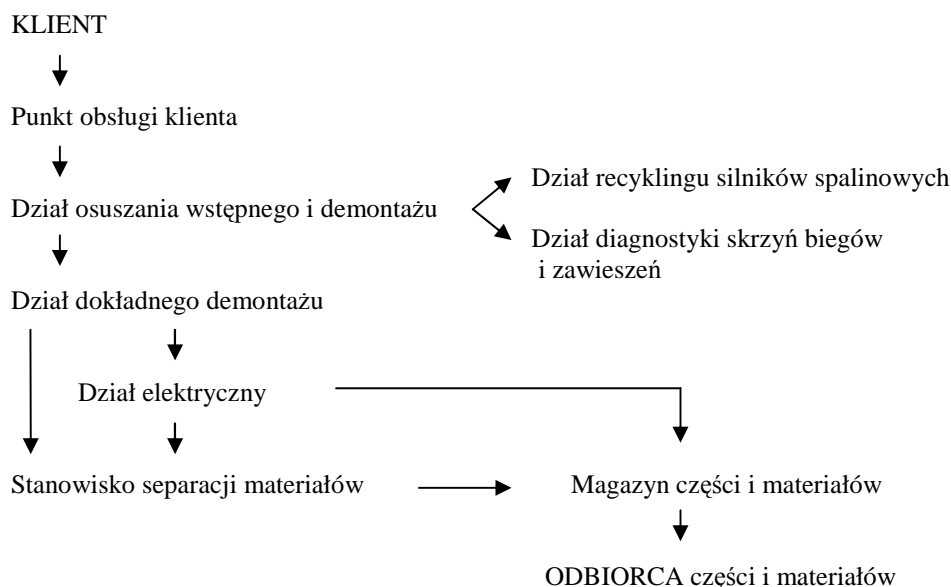 KLIENT
Punkt obsługi klienta
Dział osuszania wstępnego i demontażu
Dział recyklingu silników spalinowych
Dział diagnostyki skrzyń biegów
i zawieszeń
Dział dokładnego demontażu
Dział elektryczny
Stanowisko separacji materiałów
Magazyn części i materiałów
ODBIORCA części i materiałów